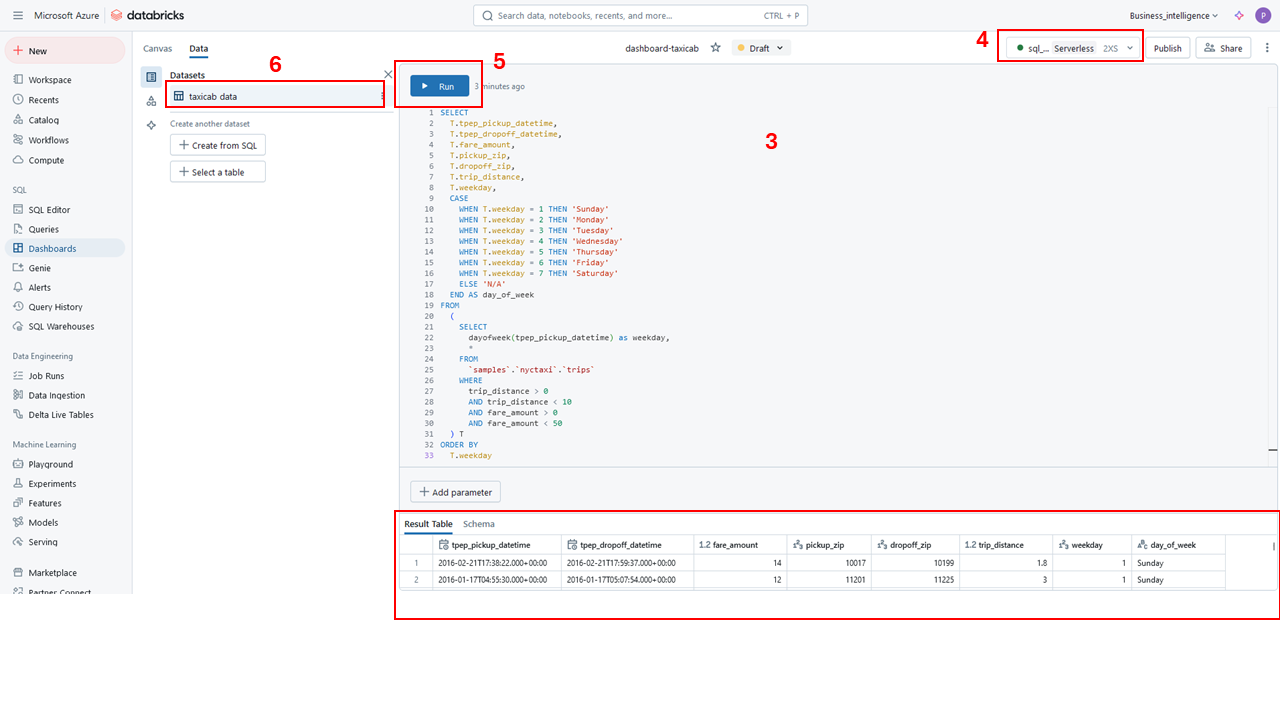 Microsoft Azure databricks Search data, notebooks, recents, and more... CTRL + P Business_intelligence P
New
Workspace
Recents
Catalog
Workflows
Compute
SQL
SQL Editor
Queries
Dashboards
Genie
Alerts
Query History
SQL Warehouses
Data Engineering
Job Runs
Data Ingestion
Delta Live Tables
Machine Learning
Playground
Experiments
Features
Models
Serving
Marketplace
Partner Connect
Canvas Data dashboard-taxicab Draft 4 sql_... Serverless 2XS Publish Share
6
Datasets
taxicab data
Create another dataset
Create from SQL
Select a table
5
Run 3 minutes ago
3
1 SELECT
2 T.tpep_pickup_datetime,
3 T.tpep_dropoff_datetime,
4 T.fare_amount,
5 T.pickup_zip,
6 T.dropoff_zip,
7 T.trip_distance,
8 T.weekday,
9 CASE
10 WHEN T.weekday = 1 THEN 'Sunday'
11 WHEN T.weekday = 2 THEN 'Monday'
12 WHEN T.weekday = 3 THEN 'Tuesday'
13 WHEN T.weekday = 4 THEN 'Wednesday'
14 WHEN T.weekday = 5 THEN 'Thursday'
15 WHEN T.weekday = 6 THEN 'Friday'
16 WHEN T.weekday = 7 THEN 'Saturday'
17 ELSE 'N/A'
18 END AS day_of_week
19 FROM
20 (
21 SELECT
22 dayofweek(tpep_pickup_datetime) as weekday,
23 *
24 FROM
25 `samples`.`nyctaxi`.`trips`
26 WHERE
27 trip_distance > 0
28 AND trip_distance < 10
29 AND fare_amount > 0
30 AND fare_amount < 50
31 ) T
32 ORDER BY
33 T.weekday
Add parameter
Result Table Schema
tpep_pickup_datetime tpep_dropoff_datetime 1.2 fare_amount 123 pickup_zip 123 dropoff_zip 1.2 trip_distance 123 weekday ABC day_of_week
1 2016-02-21T17:38:22.000+00:00 2016-02-21T17:59:37.000+00:00 14 10017 10199 1.8 1 Sunday
2 2016-01-17T04:55:30.000+00:00 2016-01-17T05:07:54.000+00:00 12 11201 11225 3 1 Sunday